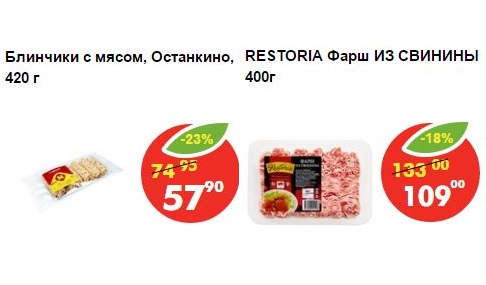 Блинчики с мясом, Останкино,
420 г
-23%
74 95
57 90
RESTORIA Фарш ИЗ СВИНИНЫ
400г
-18%
133 00
109 00
Restoria
ФАРШ
ИЗ СВИНИНЫ